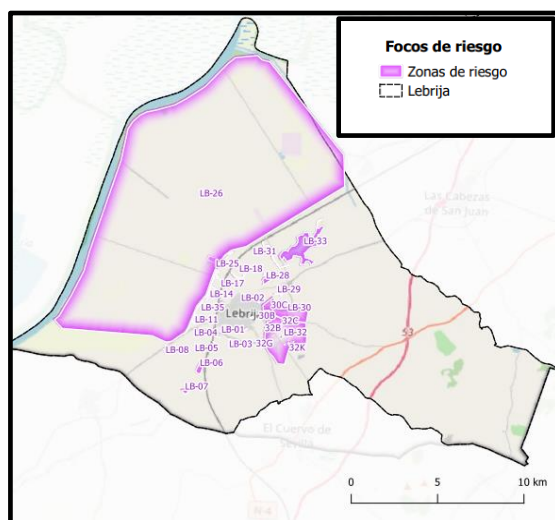 Focos de riesgo
Zonas de riesgo
Lebrija
LB-26
Las Cabezas
de San Juan
LB-33
LB-31
LB-25
LB-18
LB-28
LB-17
LB-29
LB-14
LB-02
LB-35
30C
LB-30
Lebrija
30B
LB-11
32C
LB-04
LB-01
32B
LB-32
53
LB-03
32G
LB-08
LB-05
32K
LB-06
LB-07
El Cuervo de
Sevilla
0
5
10 km
N-4